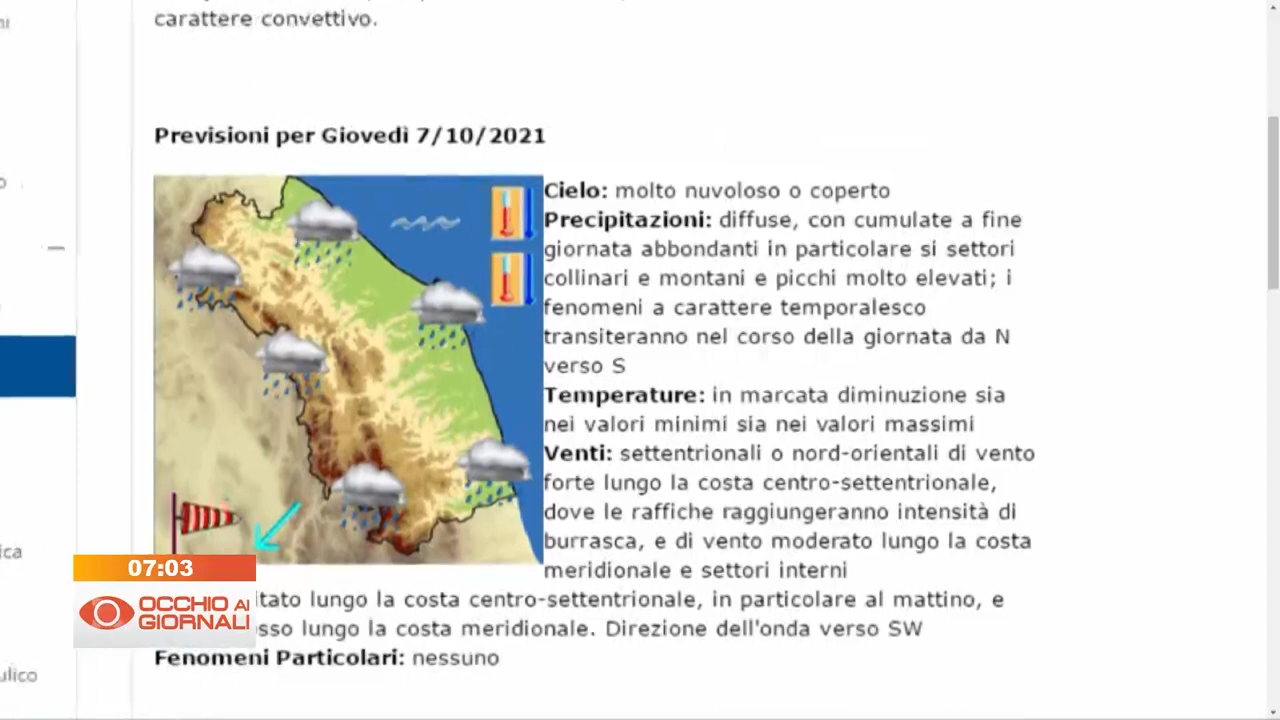 carattere convettivo.
Previsioni per Giovedì 7/10/2021
Cielo: molto nuvoloso o coperto
Precipitazioni: diffuse, con cumulate a fine
giornata abbondanti in particolare si settori
collinari e montani e picchi molto elevati; i
fenomeni a carattere temporalesco
transiteranno nel corso della giornata da N
verso S
Temperature: in marcata diminuzione sia
nei valori minimi sia nei valori massimi
Venti: settentrionali o nord-orientali di vento
forte lungo la costa centro-settentrionale,
dove le raffiche raggiungeranno intensità di
burrasca, e di vento moderato lungo la costa
meridionale e settori interni
itato lungo la costa centro-settentrionale, in particolare al mattino, e
sso lungo la costa meridionale. Direzione dell'onda verso SW
Fenomeni Particolari: nessuno
ica
ulico
07:03
OCCHIO AI
GIORNALI